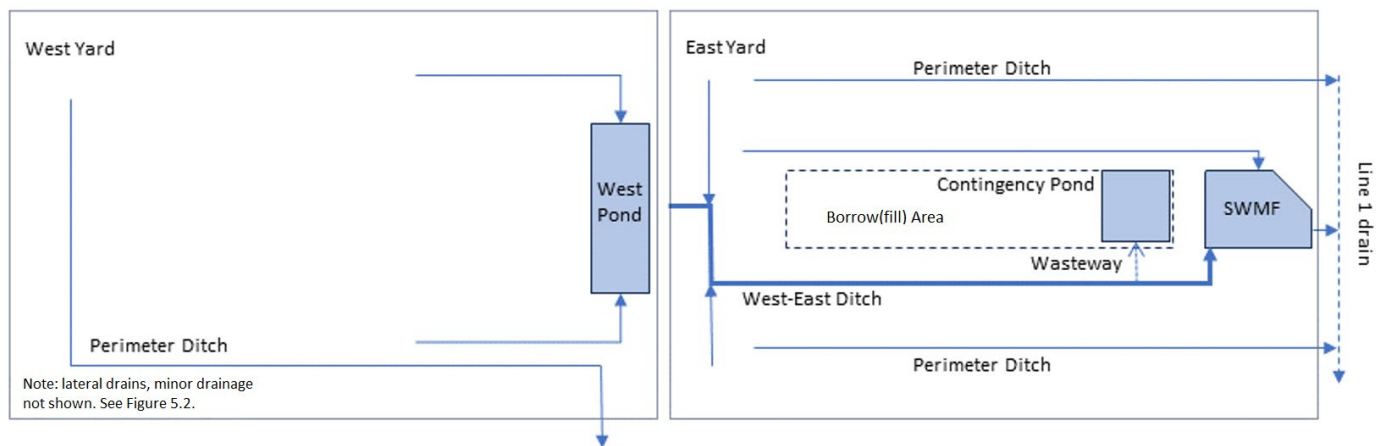 West Yard
West
Pond
Perimeter Ditch
Note: lateral drains, minor drainage
not shown. See Figure 5.2.
East Yard
Perimeter Ditch
Contingency Pond
Borrow(fill) Area
SWMF
Wasteway
West-East Ditch
Perimeter Ditch
Line 1 drain